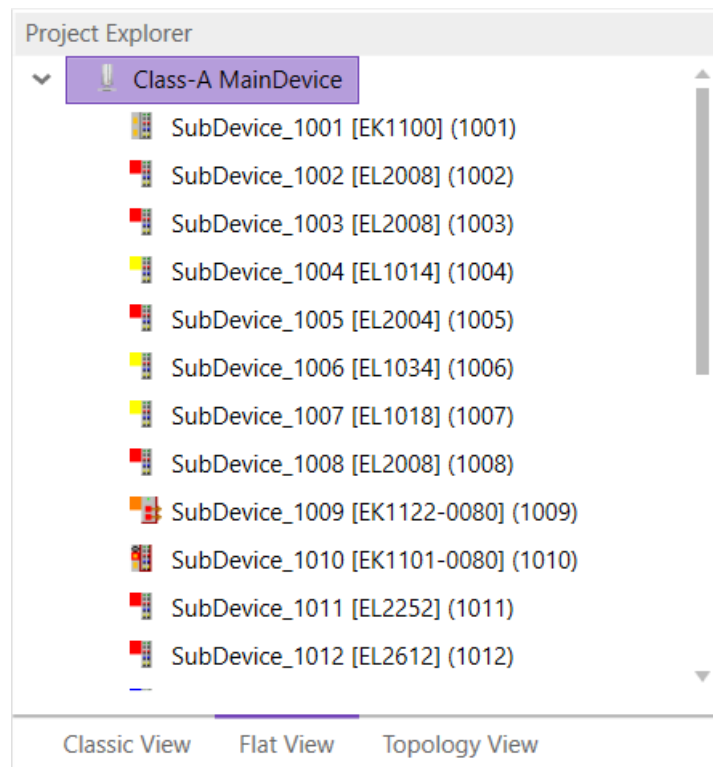 Project Explorer
Class-A MainDevice
SubDevice_1001 [EK1100] (1001)
SubDevice_1002 [EL2008] (1002)
SubDevice_1003 [EL2008] (1003)
SubDevice_1004 [EL1014] (1004)
SubDevice_1005 [EL2004] (1005)
SubDevice_1006 [EL1034] (1006)
SubDevice_1007 [EL1018] (1007)
SubDevice_1008 [EL2008] (1008)
SubDevice_1009 [EK1122-0080] (1009)
SubDevice_1010 [EK1101-0080] (1010)
SubDevice_1011 [EL2252] (1011)
SubDevice_1012 [EL2612] (1012)
Classic View Flat View Topology View